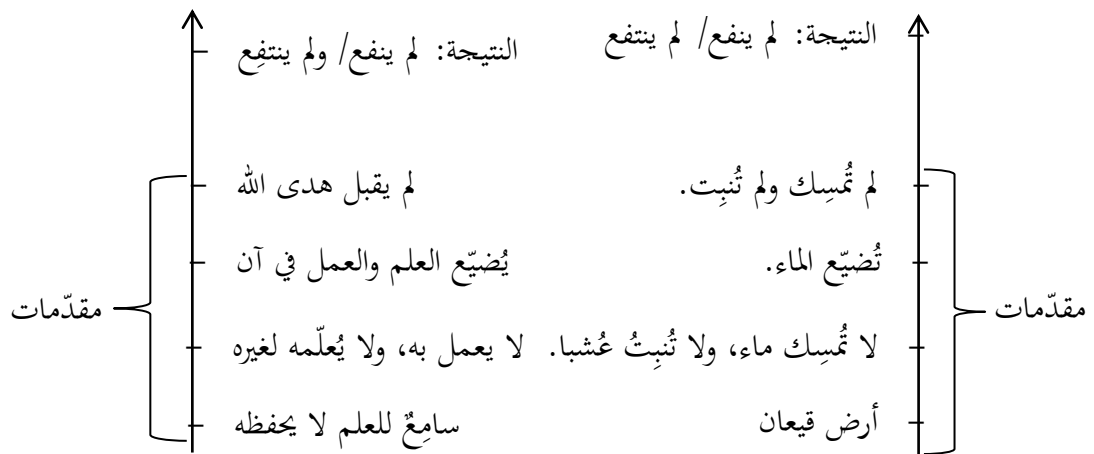 النتيجة: لم ينفع/ لم ينتفع
النتيجة: لم ينفع/ ولم ينتفِع
لم تُمسِك ولم تُنبِت.
لم يقبل هدى الله
تُضيّع الماء.
يُضيّع العلم والعمل في آن
مقدّمات
مقدّمات
لا تُمسِك ماء، ولا تُنبِتُ عُشبا.
لا يعمل به، ولا يُعلّمه لغيره
أرض قيعان
سامِعٌ للعلم لا يحفظه